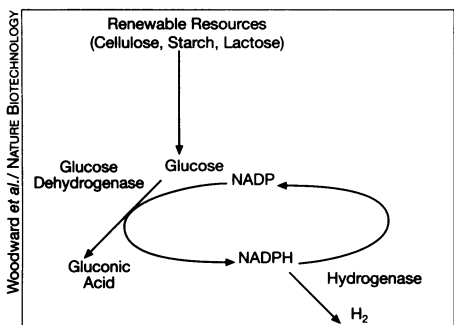 Woodward et al./ NATURE BIOTECHNOLOGY
Renewable Resources
(Cellulose, Starch, Lactose)
Glucose
Dehydrogenase
Glucose
NADP
Gluconic
Acid
NADPH
Hydrogenase
H₂